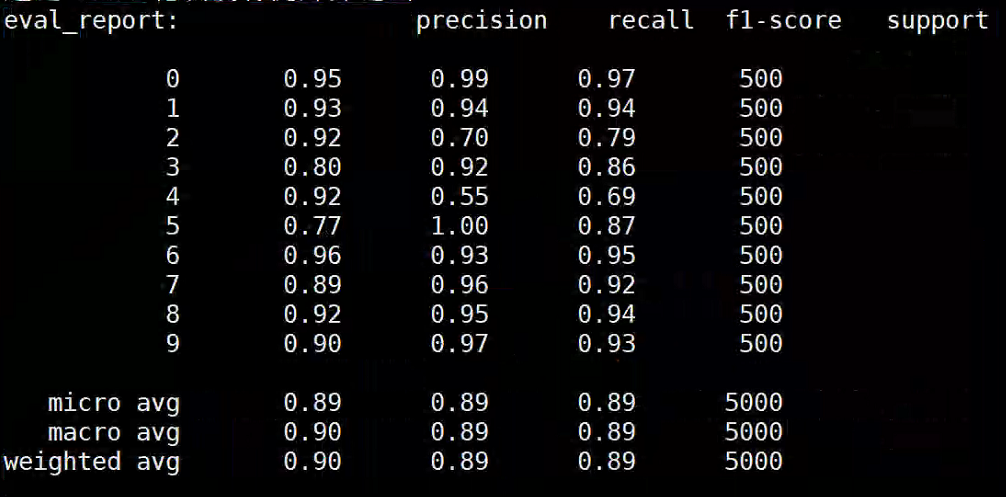 eval_report: precision recall f1-score support
0 0.95 0.99 0.97 500
1 0.93 0.94 0.94 500
2 0.92 0.70 0.79 500
3 0.80 0.92 0.86 500
4 0.92 0.55 0.69 500
5 0.77 1.00 0.87 500
6 0.96 0.93 0.95 500
7 0.89 0.96 0.92 500
8 0.92 0.95 0.94 500
9 0.90 0.97 0.93 500
micro avg 0.89 0.89 0.89 5000
macro avg 0.90 0.89 0.89 5000
weighted avg 0.90 0.89 0.89 5000